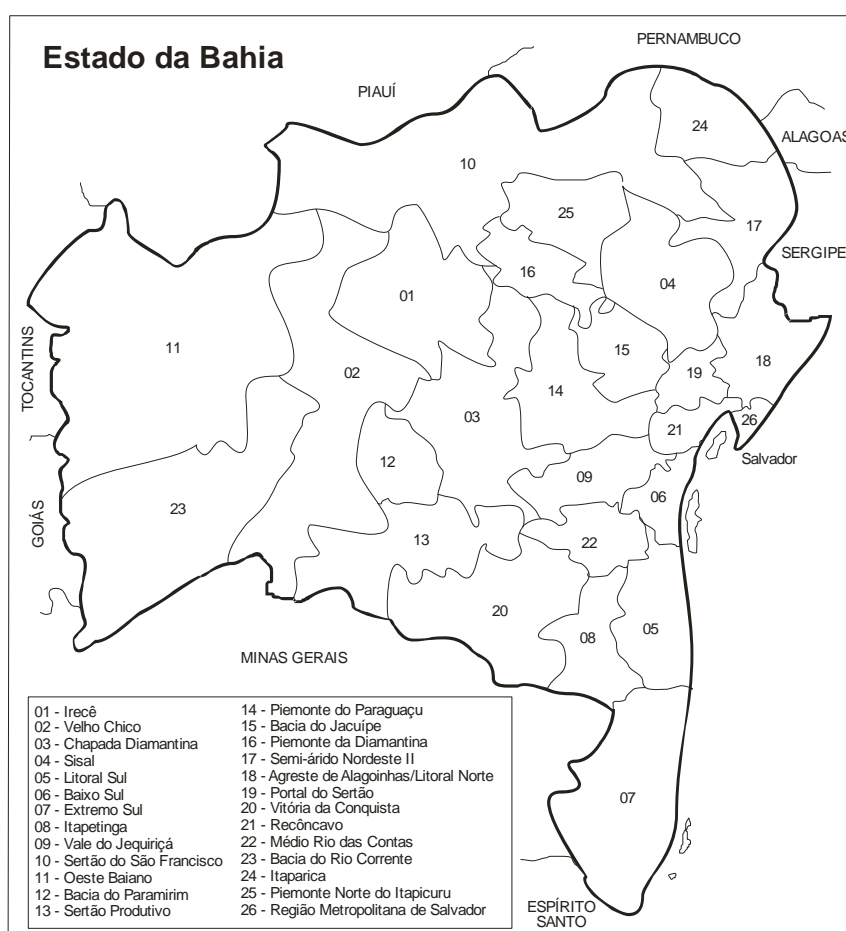 Estado da Bahia
PERNAMBUCO
PIAUÍ
ALAGOAS
SERGIPE
TOCANTINS
GOIÁS
MINAS GERAIS
ESPÍRITO
SANTO
Salvador
24
10
25
17
16
04
01
11
15
18
02
19
14
03
26
21
12
09
06
23
13
22
20
08
05
07
01 - Irecê
02 - Velho Chico
03 - Chapada Diamantina
04 - Sisal
05 - Litoral Sul
06 - Baixo Sul
07 - Extremo Sul
08 - Itapetinga
09 - Vale do Jequiriçá
10 - Sertão do São Francisco
11 - Oeste Baiano
12 - Bacia do Paramirim
13 - Sertão Produtivo
14 - Piemonte do Paraguaçu
15 - Bacia do Jacuípe
16 - Piemonte da Diamantina
17 - Semi-árido Nordeste II
18 - Agreste de Alagoinhas/Litoral Norte
19 - Portal do Sertão
20 - Vitória da Conquista
21 - Recôncavo
22 - Médio Rio das Contas
23 - Bacia do Rio Corrente
24 - Itaparica
25 - Piemonte Norte do Itapicuru
26 - Região Metropolitana de Salvador